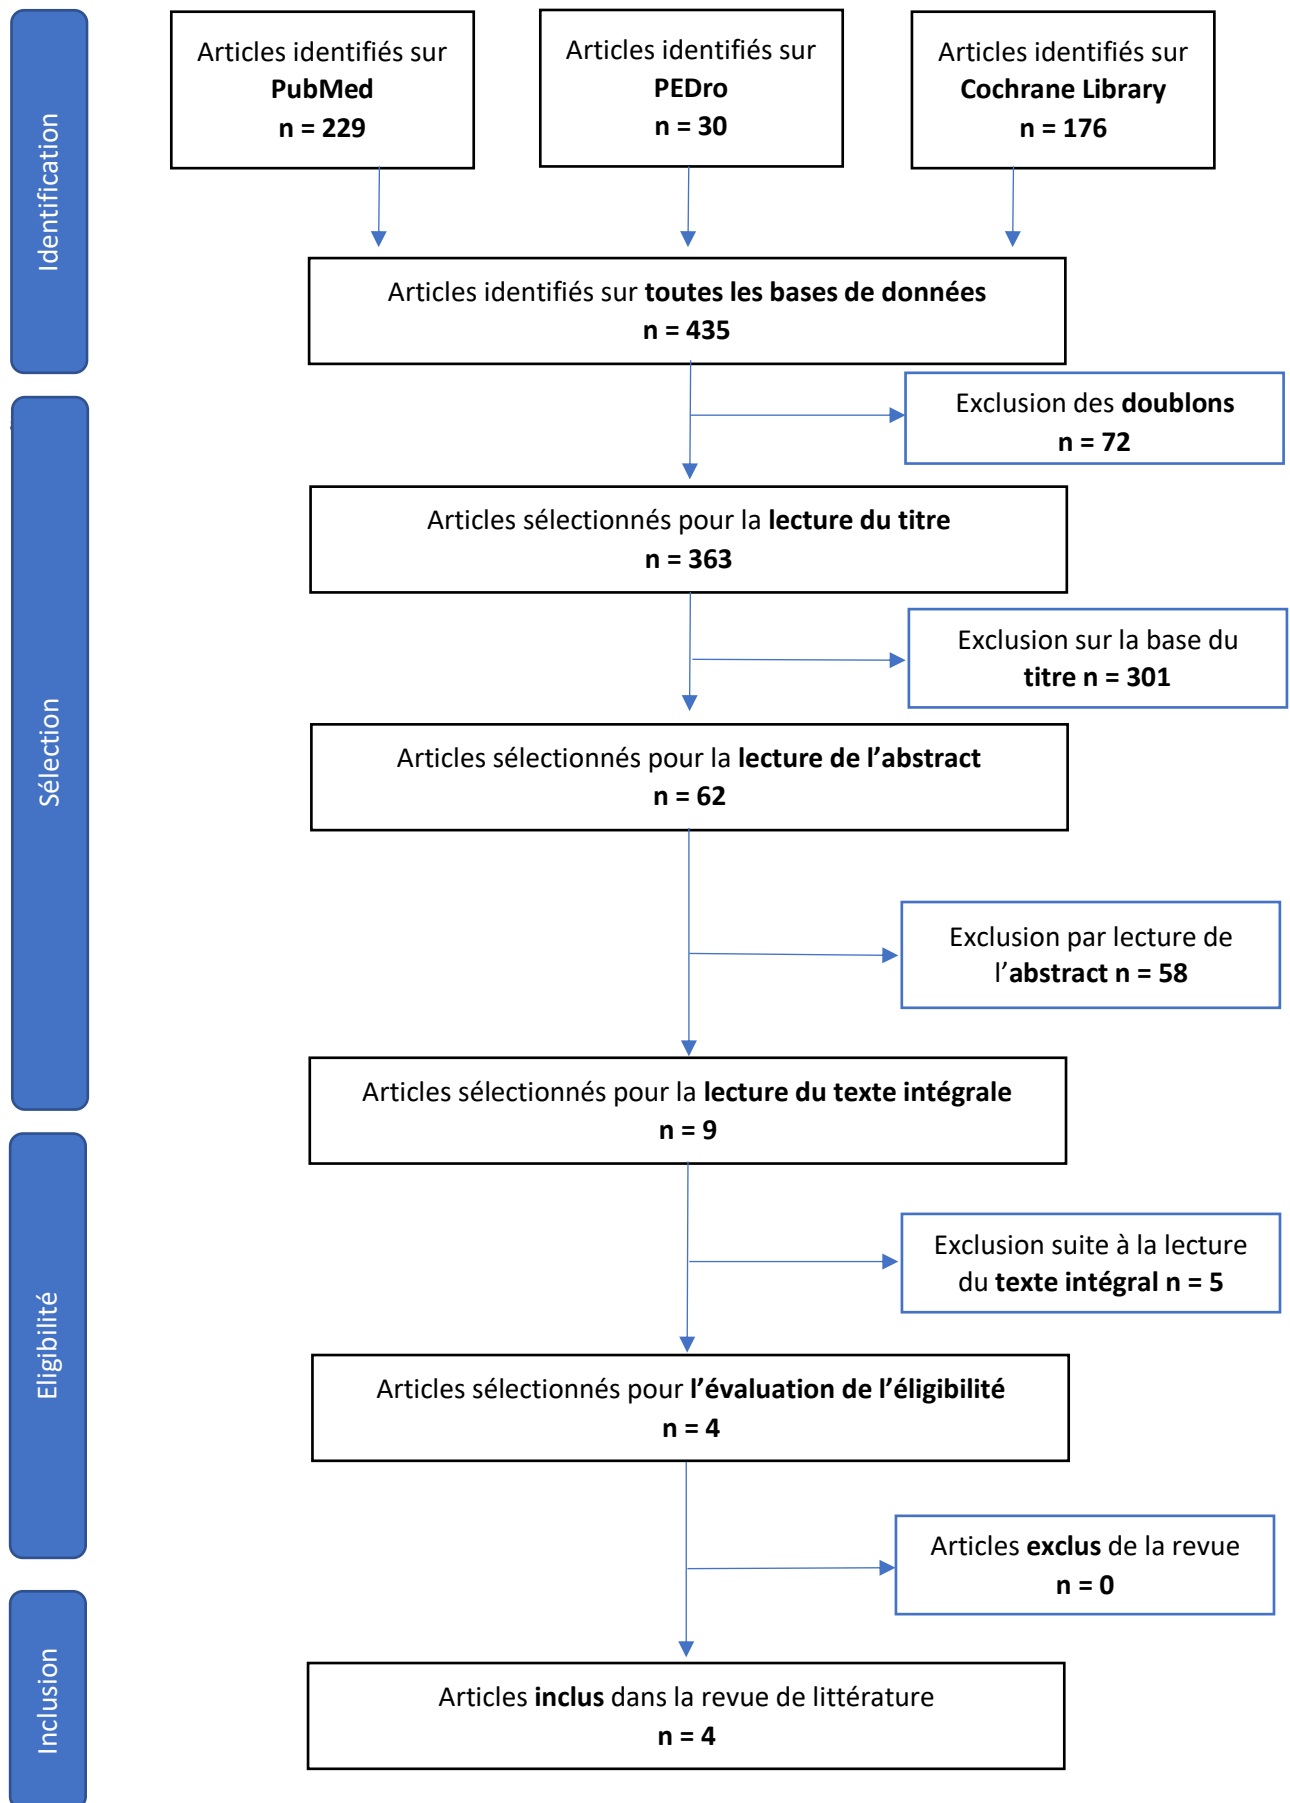 Identification
Articles identifiés sur
PubMed
n = 229
Articles identifiés sur
PEDro
n = 30
Articles identifiés sur
Cochrane Library
n = 176
Articles identifiés sur toutes les bases de données
n = 435
Exclusion des doublons
n = 72
Sélection
Articles sélectionnés pour la lecture du titre
n = 363
Exclusion sur la base du
titre n = 301
Articles sélectionnés pour la lecture de l’abstract
n = 62
Exclusion par lecture de
l’abstract n = 58
Articles sélectionnés pour la lecture du texte intégrale
n = 9
Eligibilité
Exclusion suite à la lecture
du texte intégral n = 5
Articles sélectionnés pour l’évaluation de l’éligibilité
n = 4
Articles exclus de la revue
n = 0
Inclusion
Articles inclus dans la revue de littérature
n = 4